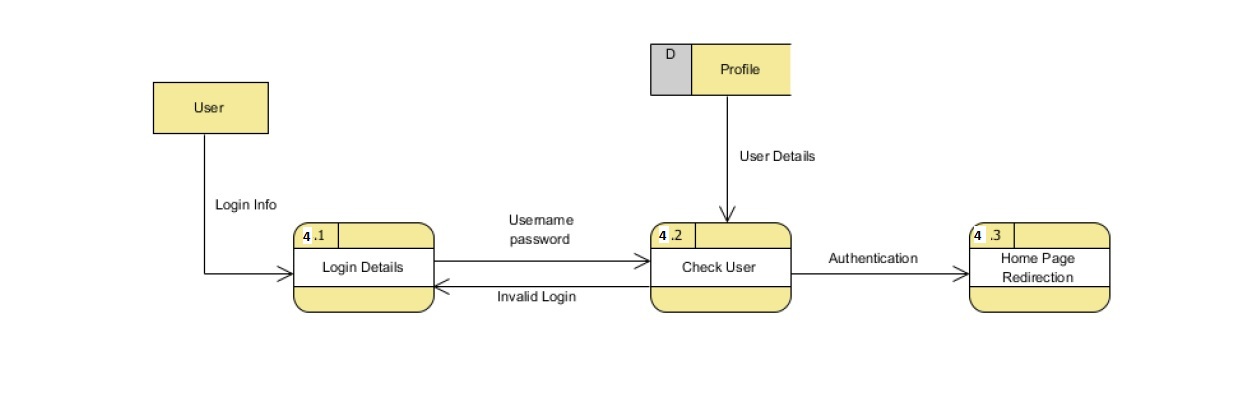 D
Profile
User
User Details
Login Info
Username
password
4 .1
4 .2
4 .3
Login Details
Check User
Authentication
Home Page
Redirection
Invalid Login